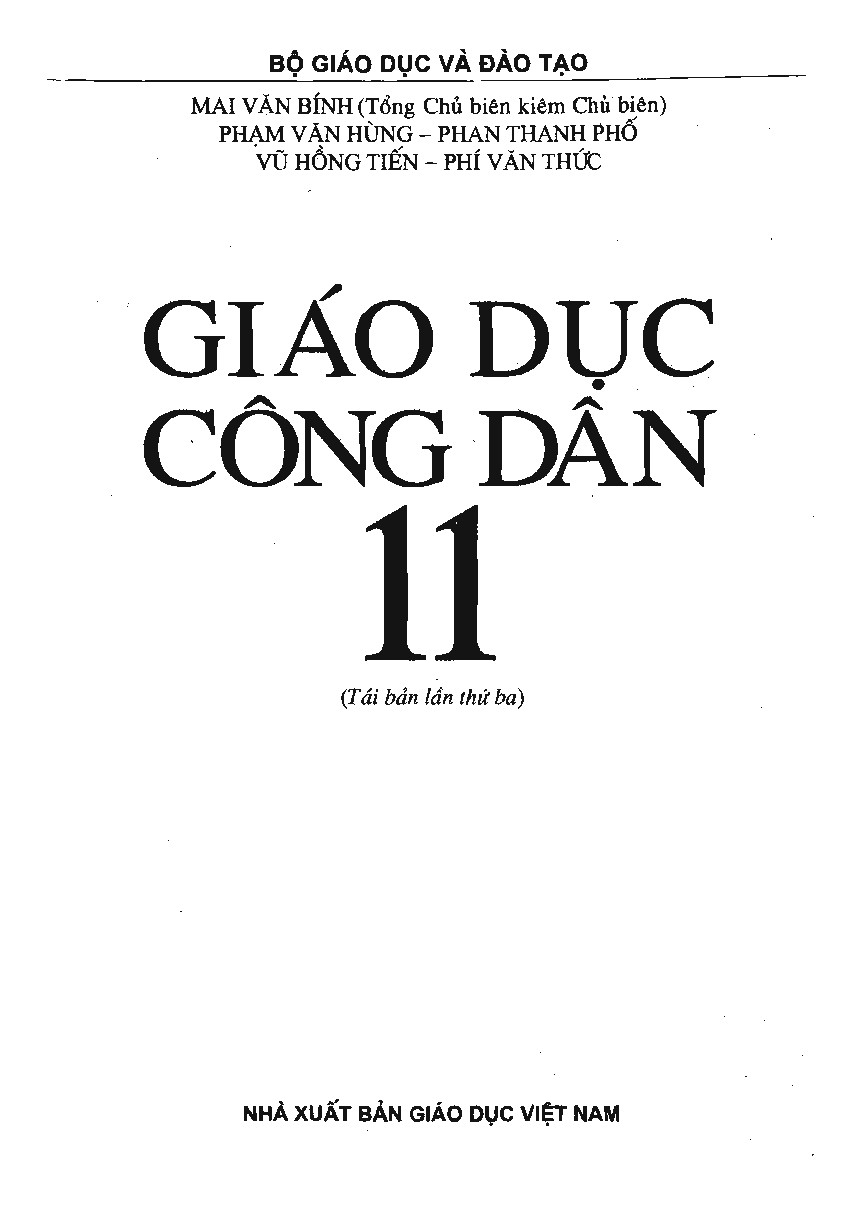 BỘ GIÁO DỤC VÀ ĐÀO TẠO
MAI VĂN BÍNH (Tổng Chủ biên kiêm Chủ biên)
PHẠM VĂN HÙNG – PHAN THANH PHỐ
VŨ HỒNG TIẾN – PHÍ VĂN THỨC
GIÁO DỤC
CÔNG DÂN
11
(Tái bản lần thứ ba)
NHÀ XUẤT BẢN GIÁO DỤC VIỆT NAM